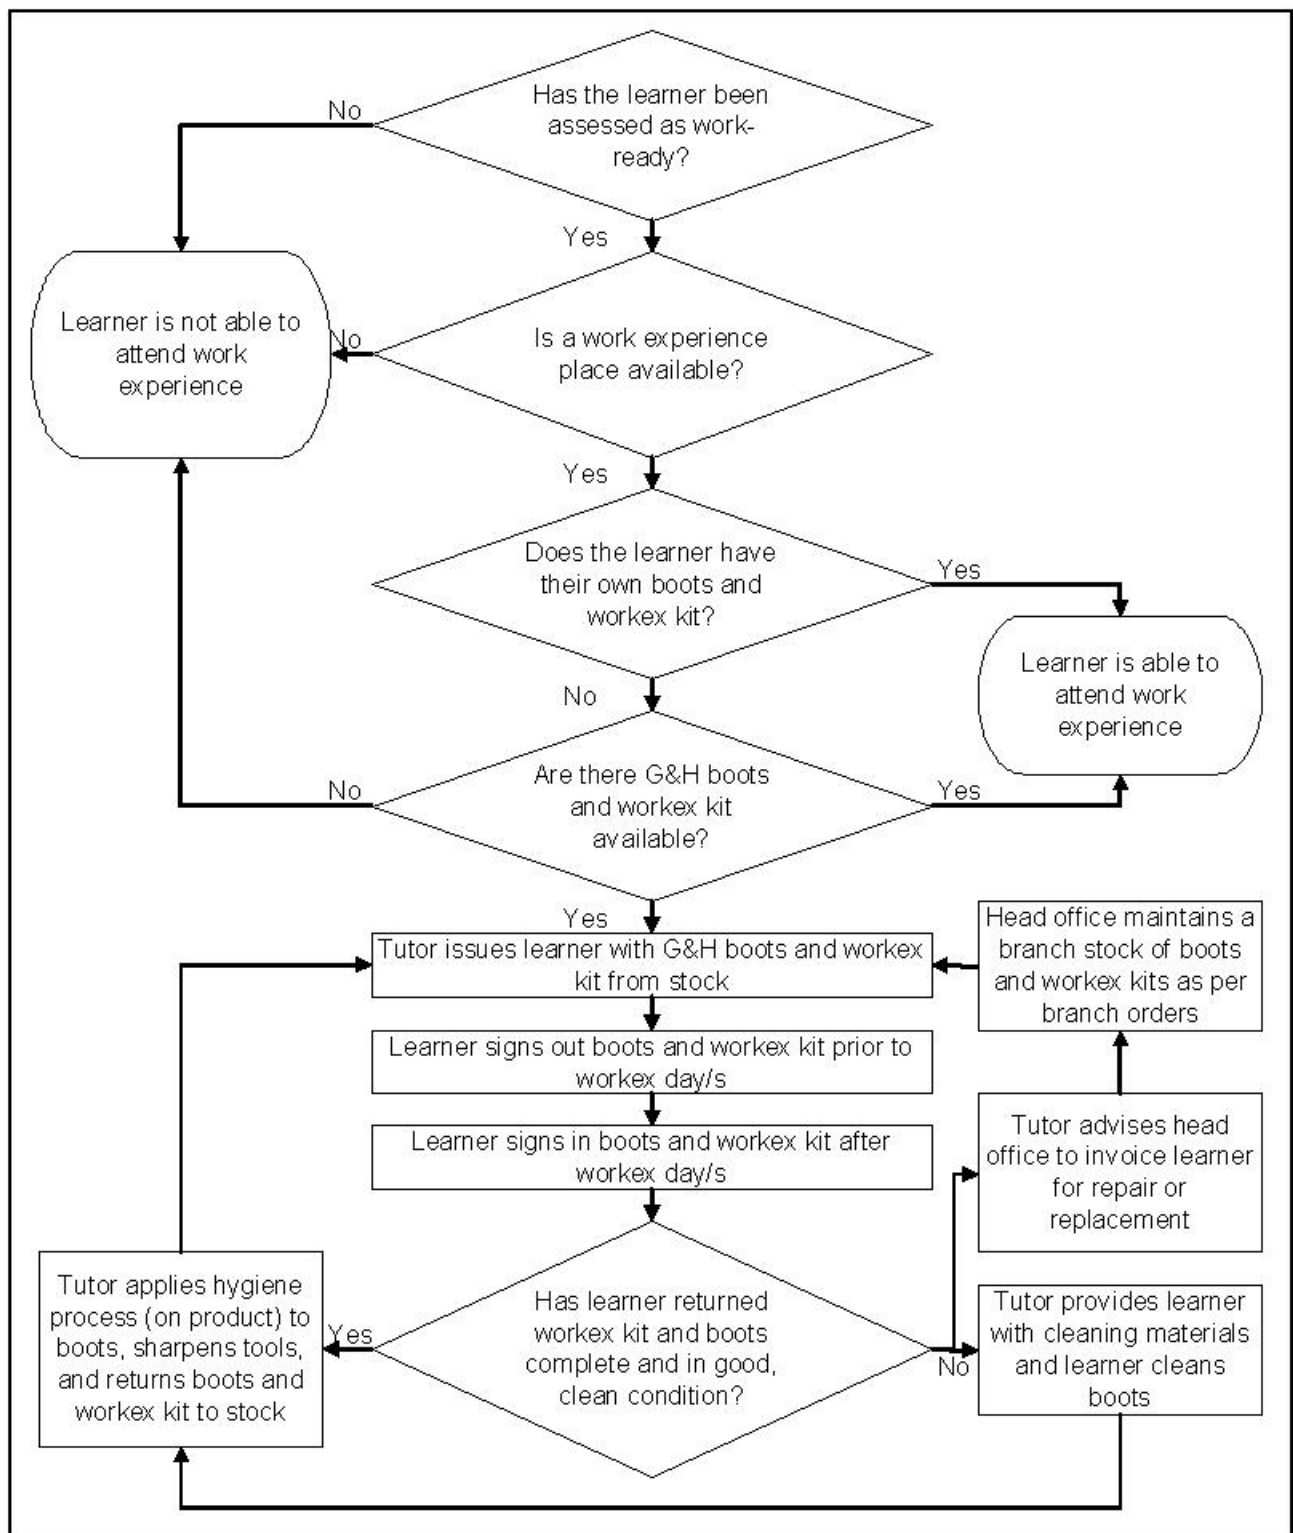 Has the learner been
assessed as work-
ready?
No
Yes
Learner is not able to
attend work
experience
No
Is a work experience
place available?
Yes
Does the learner have
their own boots and
workex kit?
Yes
No
Learner is able to
attend work
experience
Are there G&H boots
and workex kit
available?
No
Yes
Yes
Tutor issues learner with G&H boots and workex
kit from stock
Head office maintains a
branch stock of boots
and workex kits as per
branch orders
Learner signs out boots and workex kit prior to
workex day/s
Learner signs in boots and workex kit after
workex day/s
Tutor advises head
office to invoice learner
for repair or
replacement
Tutor applies hygiene
process (on product) to
boots, sharpens tools,
and returns boots and
workex kit to stock
Yes
Has learner returned
workex kit and boots
complete and in good,
clean condition?
No
Tutor provides learner
with cleaning materials
and learner cleans
boots